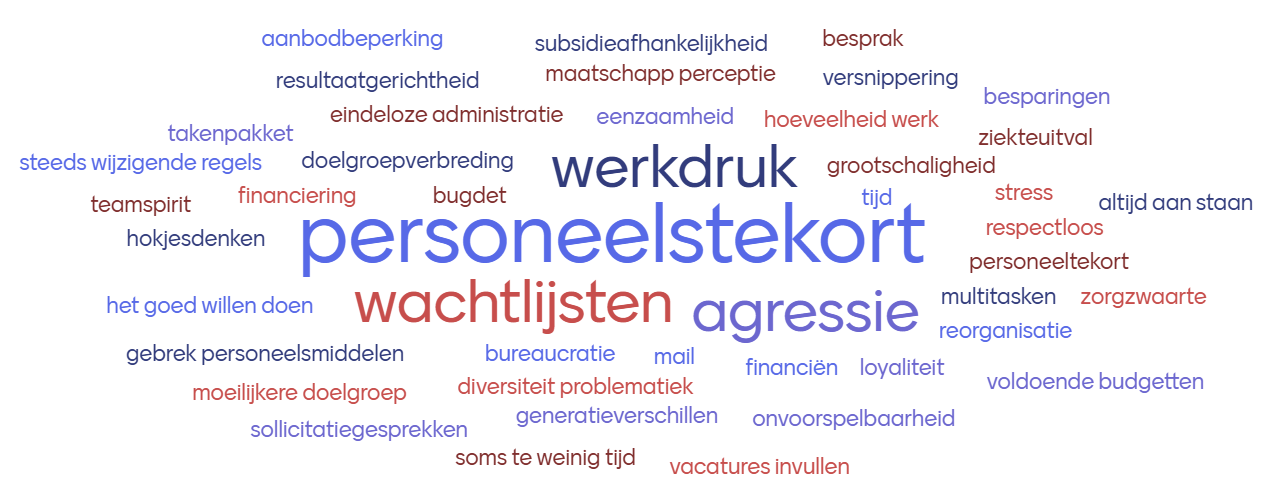 aanbodbeperking
subsidieafhankelijkheid
besprak
resultaatgerichtheid
maatschapp perceptie
versnippering
besparingen
eindeloze administratie
eenzaamheid
hoeveelheid werk
takenpakket
ziekteuitval
steeds wijzigende regels
doelgroepverbreding
werkdruk
grootschaligheid
teamspirit
financiering
bugdet
tijd
stress
altijd aan staan
hokjesdenken
personeelstekort
respectloos
personeeltekort
het goed willen doen
wachtlijsten
agressie
multitasken
zorgzwaarte
reorganisatie
gebrek personeelsmiddelen
bureaucratie
mail
financiën
loyaliteit
moeilijkere doelgroep
diversiteit problematiek
voldoende budgetten
sollicitatiegesprekken
generatieverschillen
onvoorspelbaarheid
soms te weinig tijd
vacatures invullen